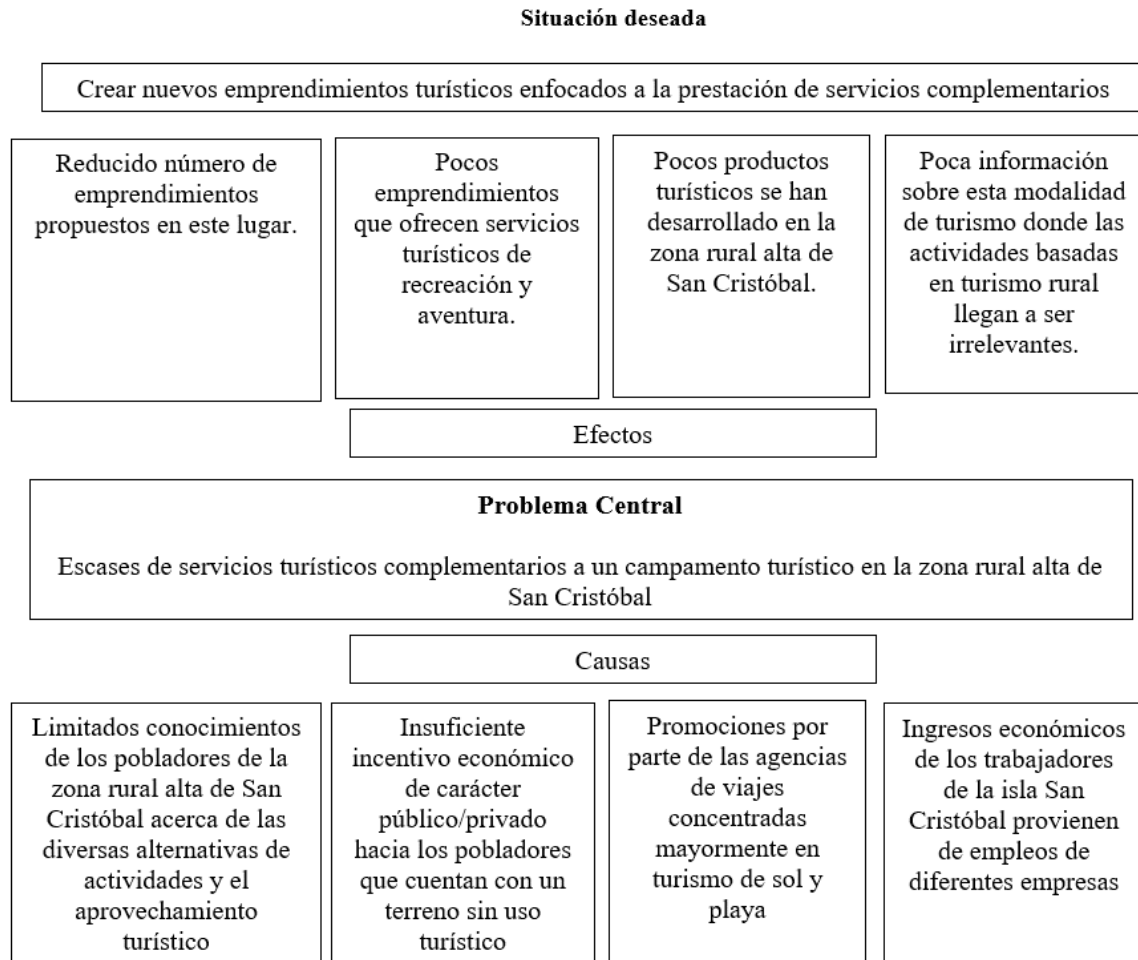 Situación deseada
Crear nuevos emprendimientos turísticos enfocados a la prestación de servicios complementarios
Reducido número de
emprendimientos
propuestos en este lugar.
Pocos
emprendimientos
que ofrecen servicios
turísticos de
recreación y
aventura.
Pocos productos
turísticos se han
desarrollado en la
zona rural alta de
San Cristóbal.
Poca información
sobre esta modalidad
de turismo donde las
actividades basadas
en turismo rural
llegan a ser
irrelevantes.
Efectos
Problema Central
Escases de servicios turísticos complementarios a un campamento turístico en la zona rural alta de
San Cristóbal
Causas
Limitados conocimientos
de los pobladores de la
zona rural alta de San
Cristóbal acerca de las
diversas alternativas de
actividades y el
aprovechamiento
turístico
Insuficiente
incentivo económico
de carácter
público/privado
hacia los pobladores
que cuentan con un
terreno sin uso
turístico
Promociones por
parte de las agencias
de viajes
concentradas
mayormente en
turismo de sol y
playa
Ingresos económicos
de los trabajadores
de la isla San
Cristóbal provienen
de empleos de
diferentes empresas